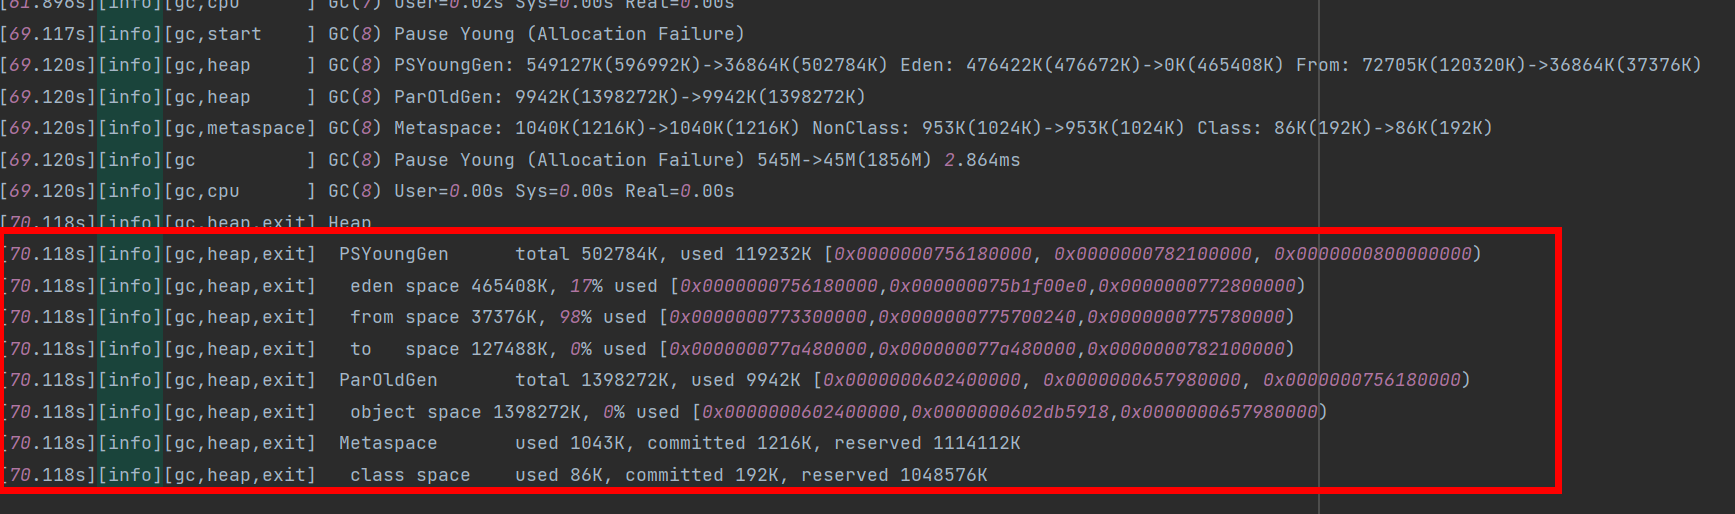 [61.896s][info][gc,cpu      ] GC(7) User=0.02s Sys=0.00s Real=0.00s
[69.117s][info][gc,start    ] GC(8) Pause Young (Allocation Failure)
[69.120s][info][gc,heap     ] GC(8) PSYoungGen: 549127K(596992K)->36864K(502784K) Eden: 476422K(476672K)->0K(465408K) From: 72705K(120320K)->36864K(37376K)
[69.120s][info][gc,heap     ] GC(8) ParOldGen: 9942K(1398272K)->9942K(1398272K)
[69.120s][info][gc,metaspace] GC(8) Metaspace: 1040K(1216K)->1040K(1216K) NonClass: 953K(1024K)->953K(1024K) Class: 86K(192K)->86K(192K)
[69.120s][info][gc          ] GC(8) Pause Young (Allocation Failure) 545M->45M(1856M) 2.864ms
[69.120s][info][gc,cpu      ] GC(8) User=0.00s Sys=0.00s Real=0.00s
[70.118s][info][gc,heap,exit] Heap
[70.118s][info][gc,heap,exit]  PSYoungGen      total 502784K, used 119232K [0x0000000756180000, 0x0000000782100000, 0x0000000800000000)
[70.118s][info][gc,heap,exit]   eden space 465408K, 17% used [0x0000000756180000,0x000000075b1f00e0,0x0000000772800000)
[70.118s][info][gc,heap,exit]   from space 37376K, 98% used [0x0000000773300000,0x0000000775700240,0x0000000775780000)
[70.118s][info][gc,heap,exit]   to   space 127488K, 0% used [0x000000077a480000,0x000000077a480000,0x0000000782100000)
[70.118s][info][gc,heap,exit]  ParOldGen       total 1398272K, used 9942K [0x0000000602400000, 0x0000000657980000, 0x0000000756180000)
[70.118s][info][gc,heap,exit]   object space 1398272K, 0% used [0x0000000602400000,0x0000000602db5918,0x0000000657980000)
[70.118s][info][gc,heap,exit]  Metaspace       used 1043K, committed 1216K, reserved 1114112K
[70.118s][info][gc,heap,exit]   class space    used 86K, committed 192K, reserved 1048576K